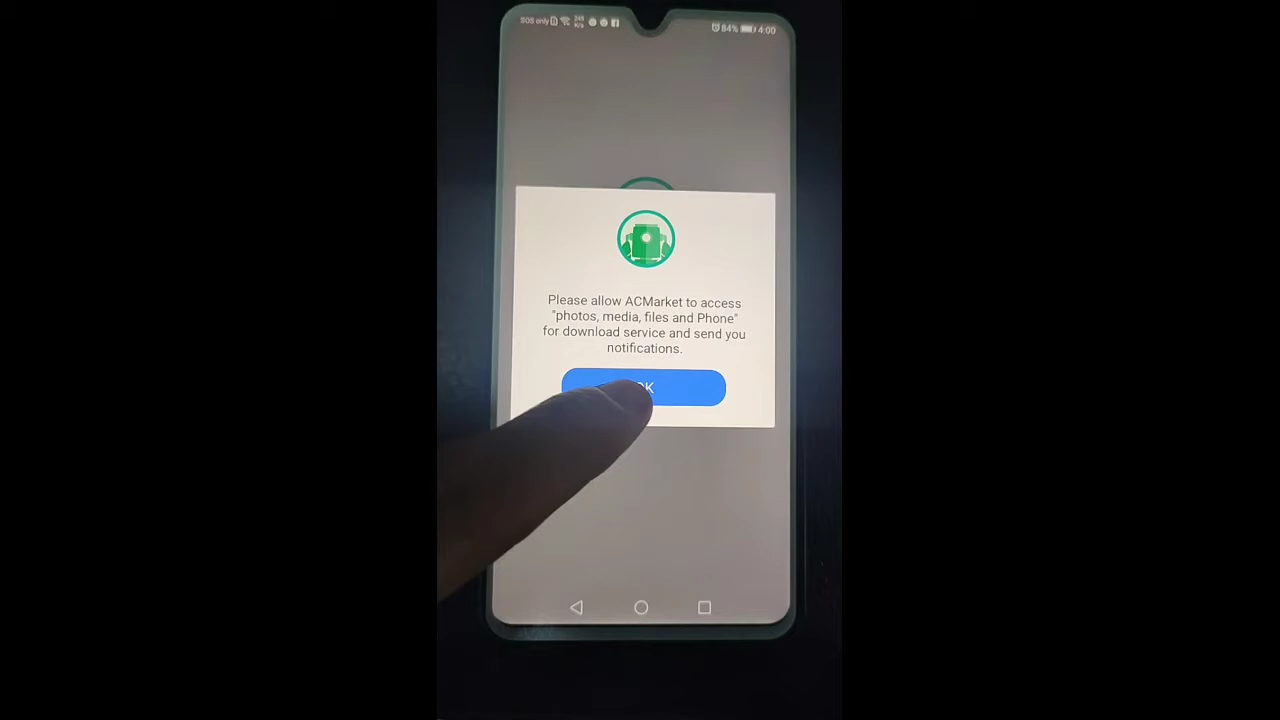 SOS only 245 K/s 84% 4:00
Please allow ACMarket to access
"photos, media, files and Phone"
for download service and send you
notifications.